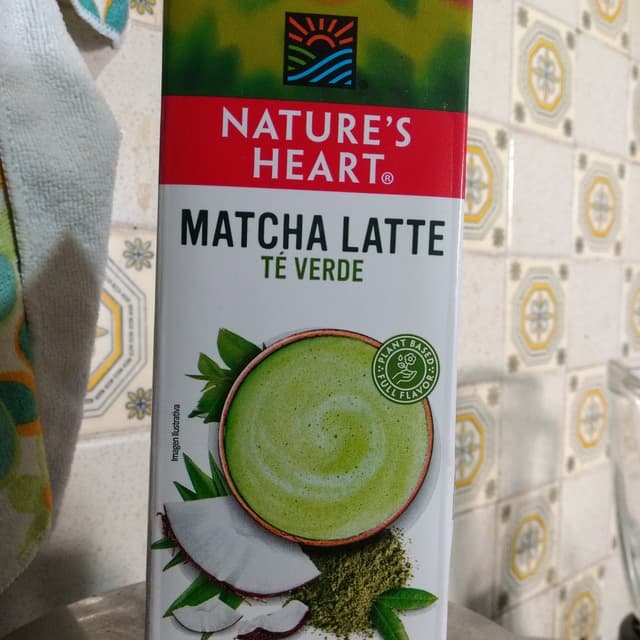 NATURE'S
HEART®
MATCHA LATTE
TÉ VERDE
PLANT BASED
FULL FLAVOR
Imagen Ilustrativa